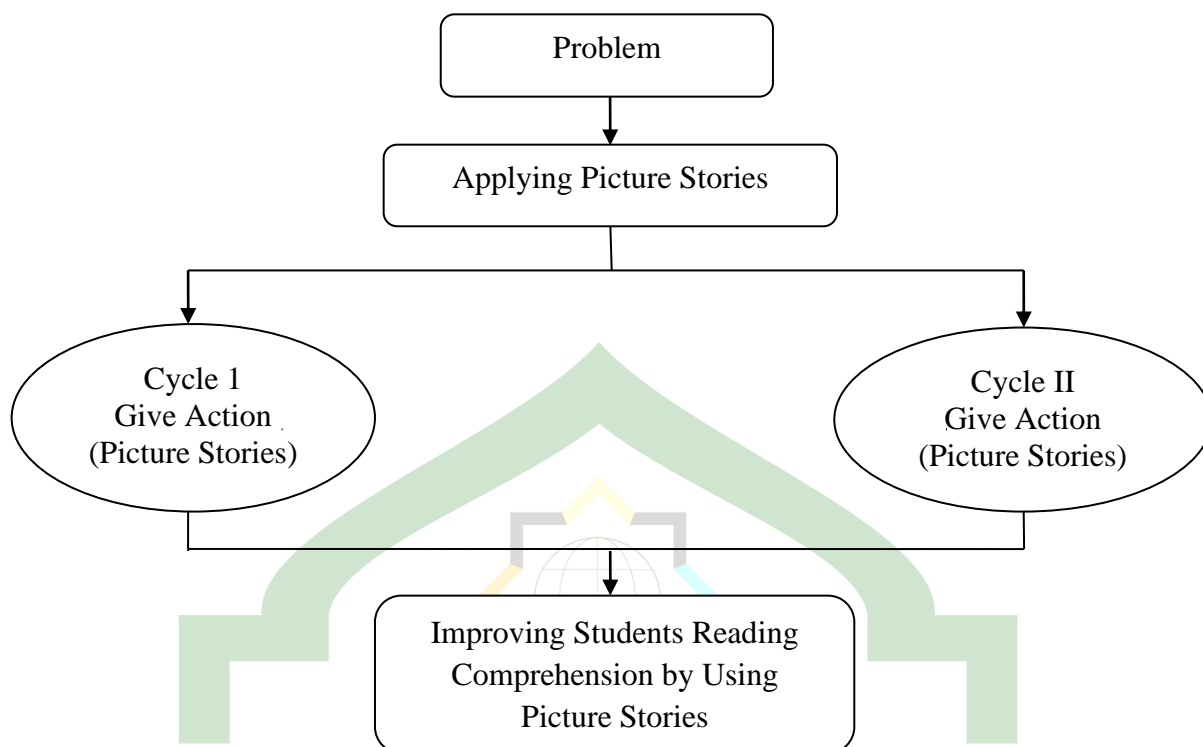 Problem
Applying Picture Stories
Cycle 1
Give Action
(Picture Stories)
Cycle II
Give Action
(Picture Stories)
Improving Students Reading
Comprehension by Using
Picture Stories